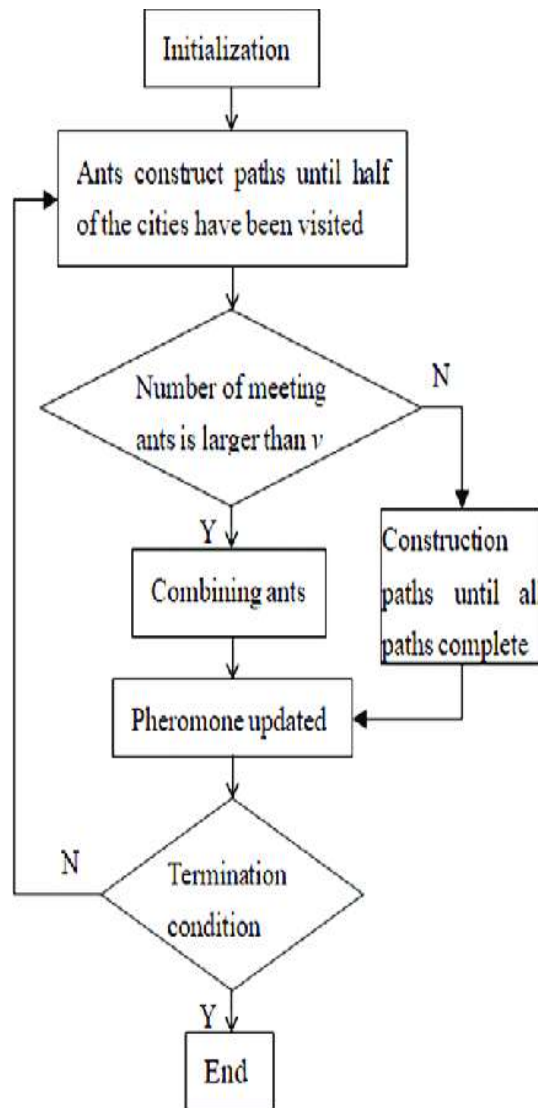 Initialization
Ants construct paths until half
of the cities have been visited
Number of meeting
ants is larger than v
N
Y
Construction
paths until al
paths complete
Combining ants
Pheromone updated
N
Termination
condition
Y
End